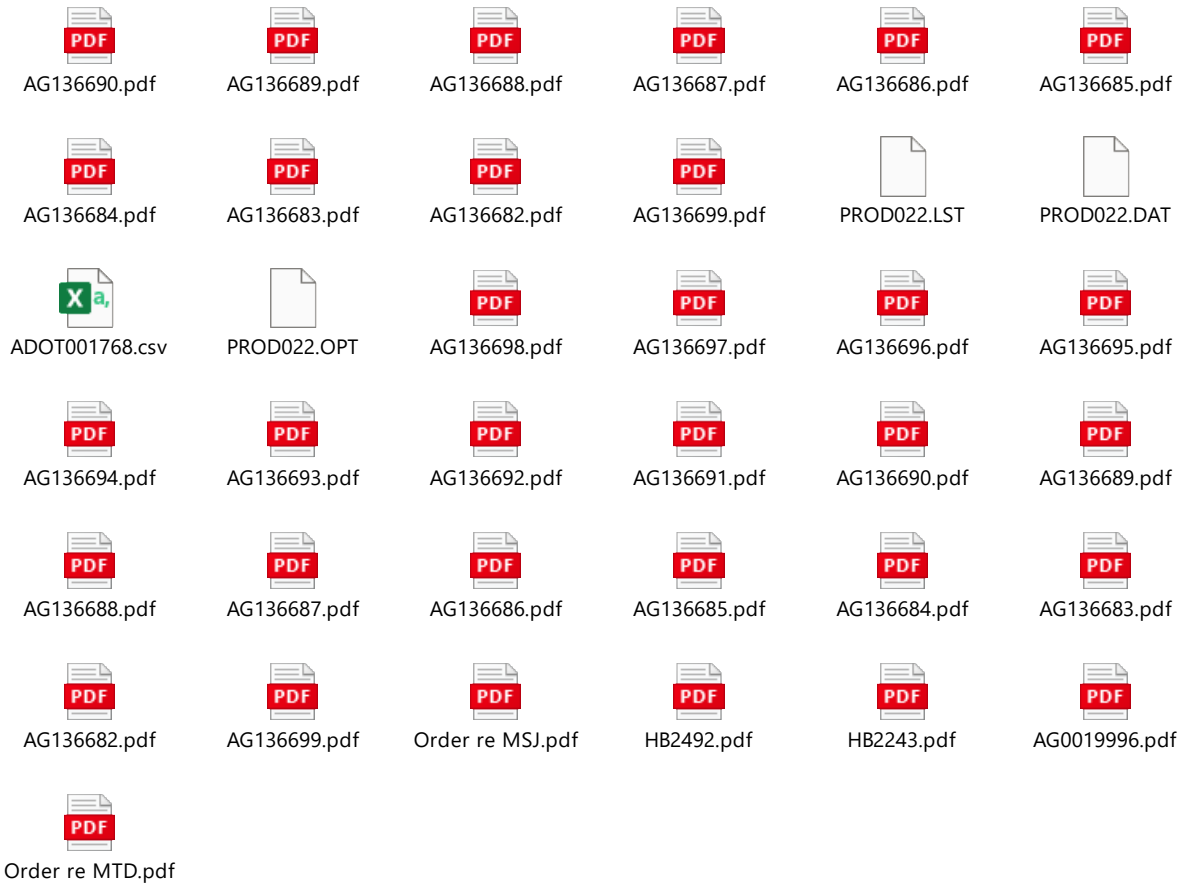 PDF PDF PDF PDF PDF PDF
AG136690.pdf AG136689.pdf AG136688.pdf AG136687.pdf AG136686.pdf AG136685.pdf
PDF PDF PDF PDF
AG136684.pdf AG136683.pdf AG136682.pdf AG136699.pdf PROD022.LST PROD022.DAT
X a, PDF PDF PDF PDF
ADOT001768.csv PROD022.OPT AG136698.pdf AG136697.pdf AG136696.pdf AG136695.pdf
PDF PDF PDF PDF PDF PDF
AG136694.pdf AG136693.pdf AG136692.pdf AG136691.pdf AG136690.pdf AG136689.pdf
PDF PDF PDF PDF PDF PDF
AG136688.pdf AG136687.pdf AG136686.pdf AG136685.pdf AG136684.pdf AG136683.pdf
PDF PDF PDF PDF PDF PDF
AG136682.pdf AG136699.pdf Order re MSJ.pdf HB2492.pdf HB2243.pdf AG0019996.pdf
PDF
Order re MTD.pdf